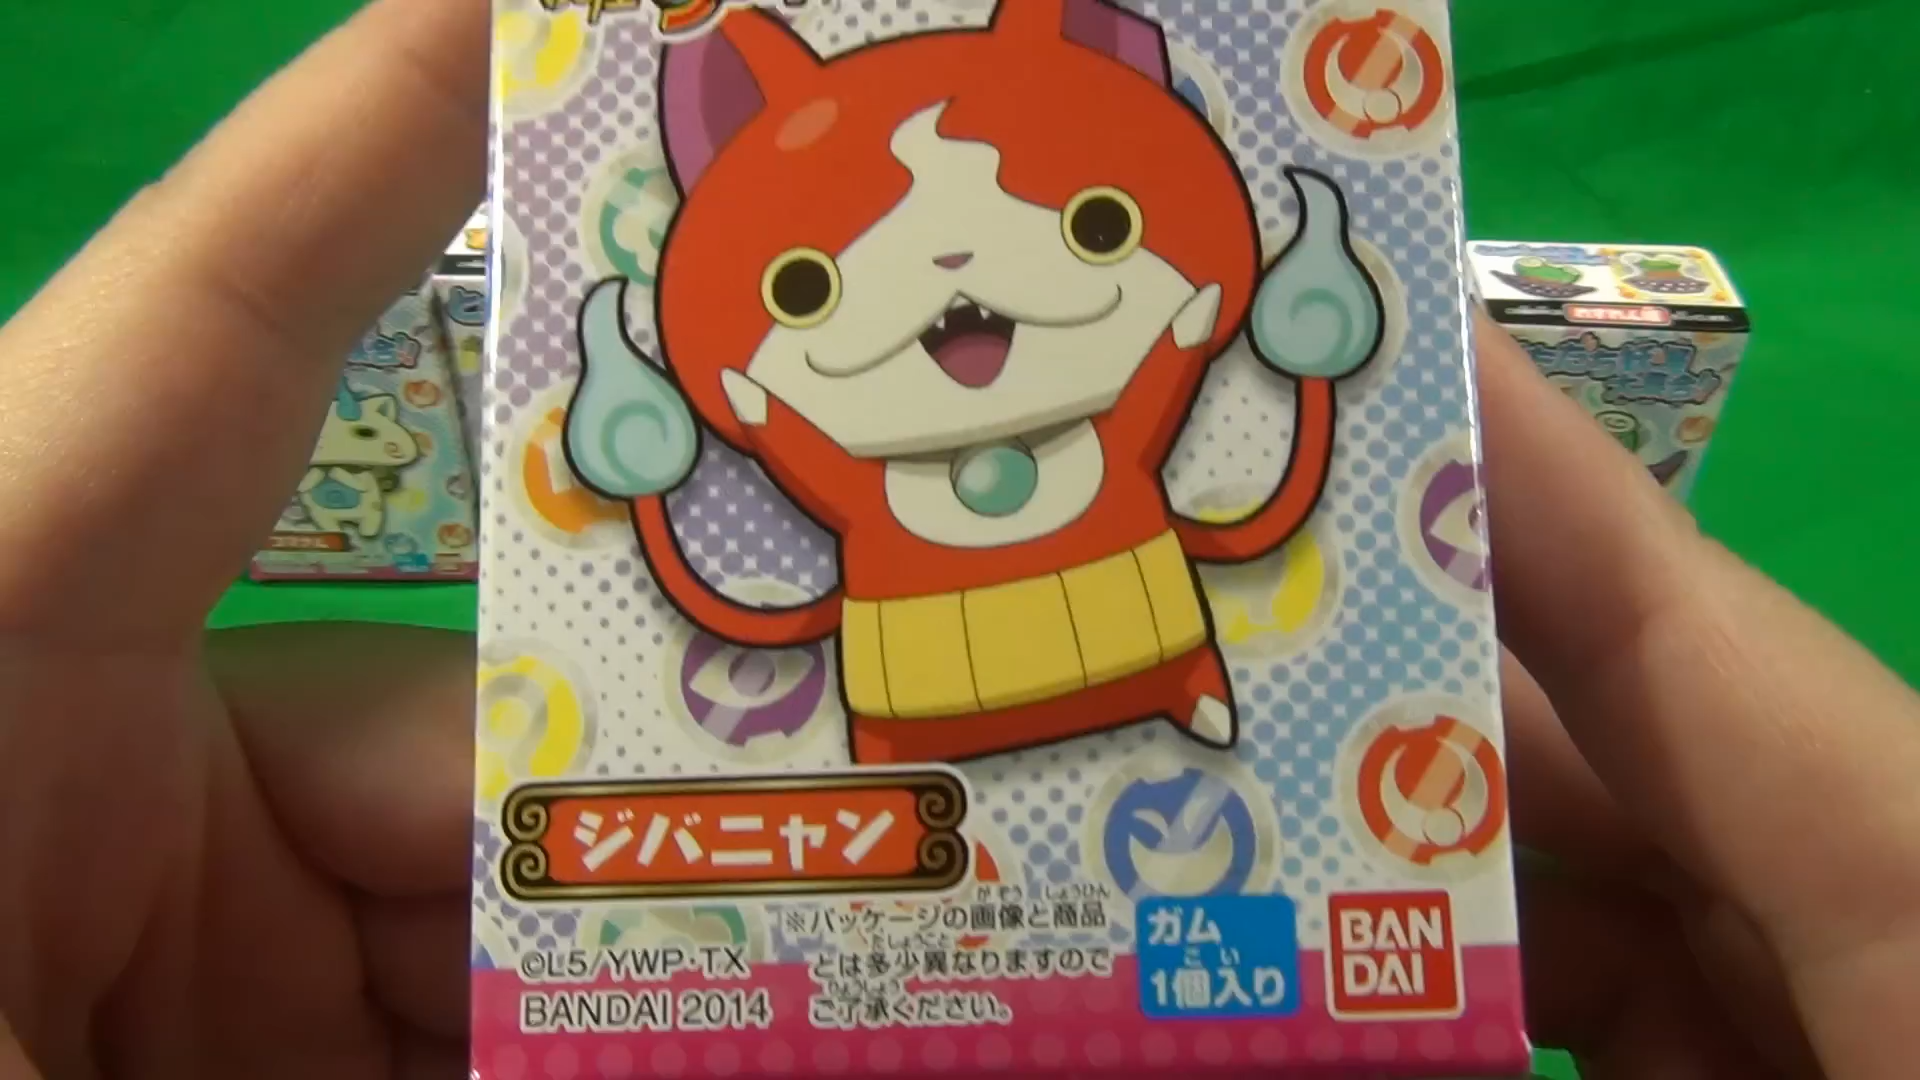 ジバニャン
※パッケージの画像と商品
とは多少異なりますので
ご了承ください。
©L5/YWP・TX
BANDAI 2014
ガム
1個入り
BAN
DAI